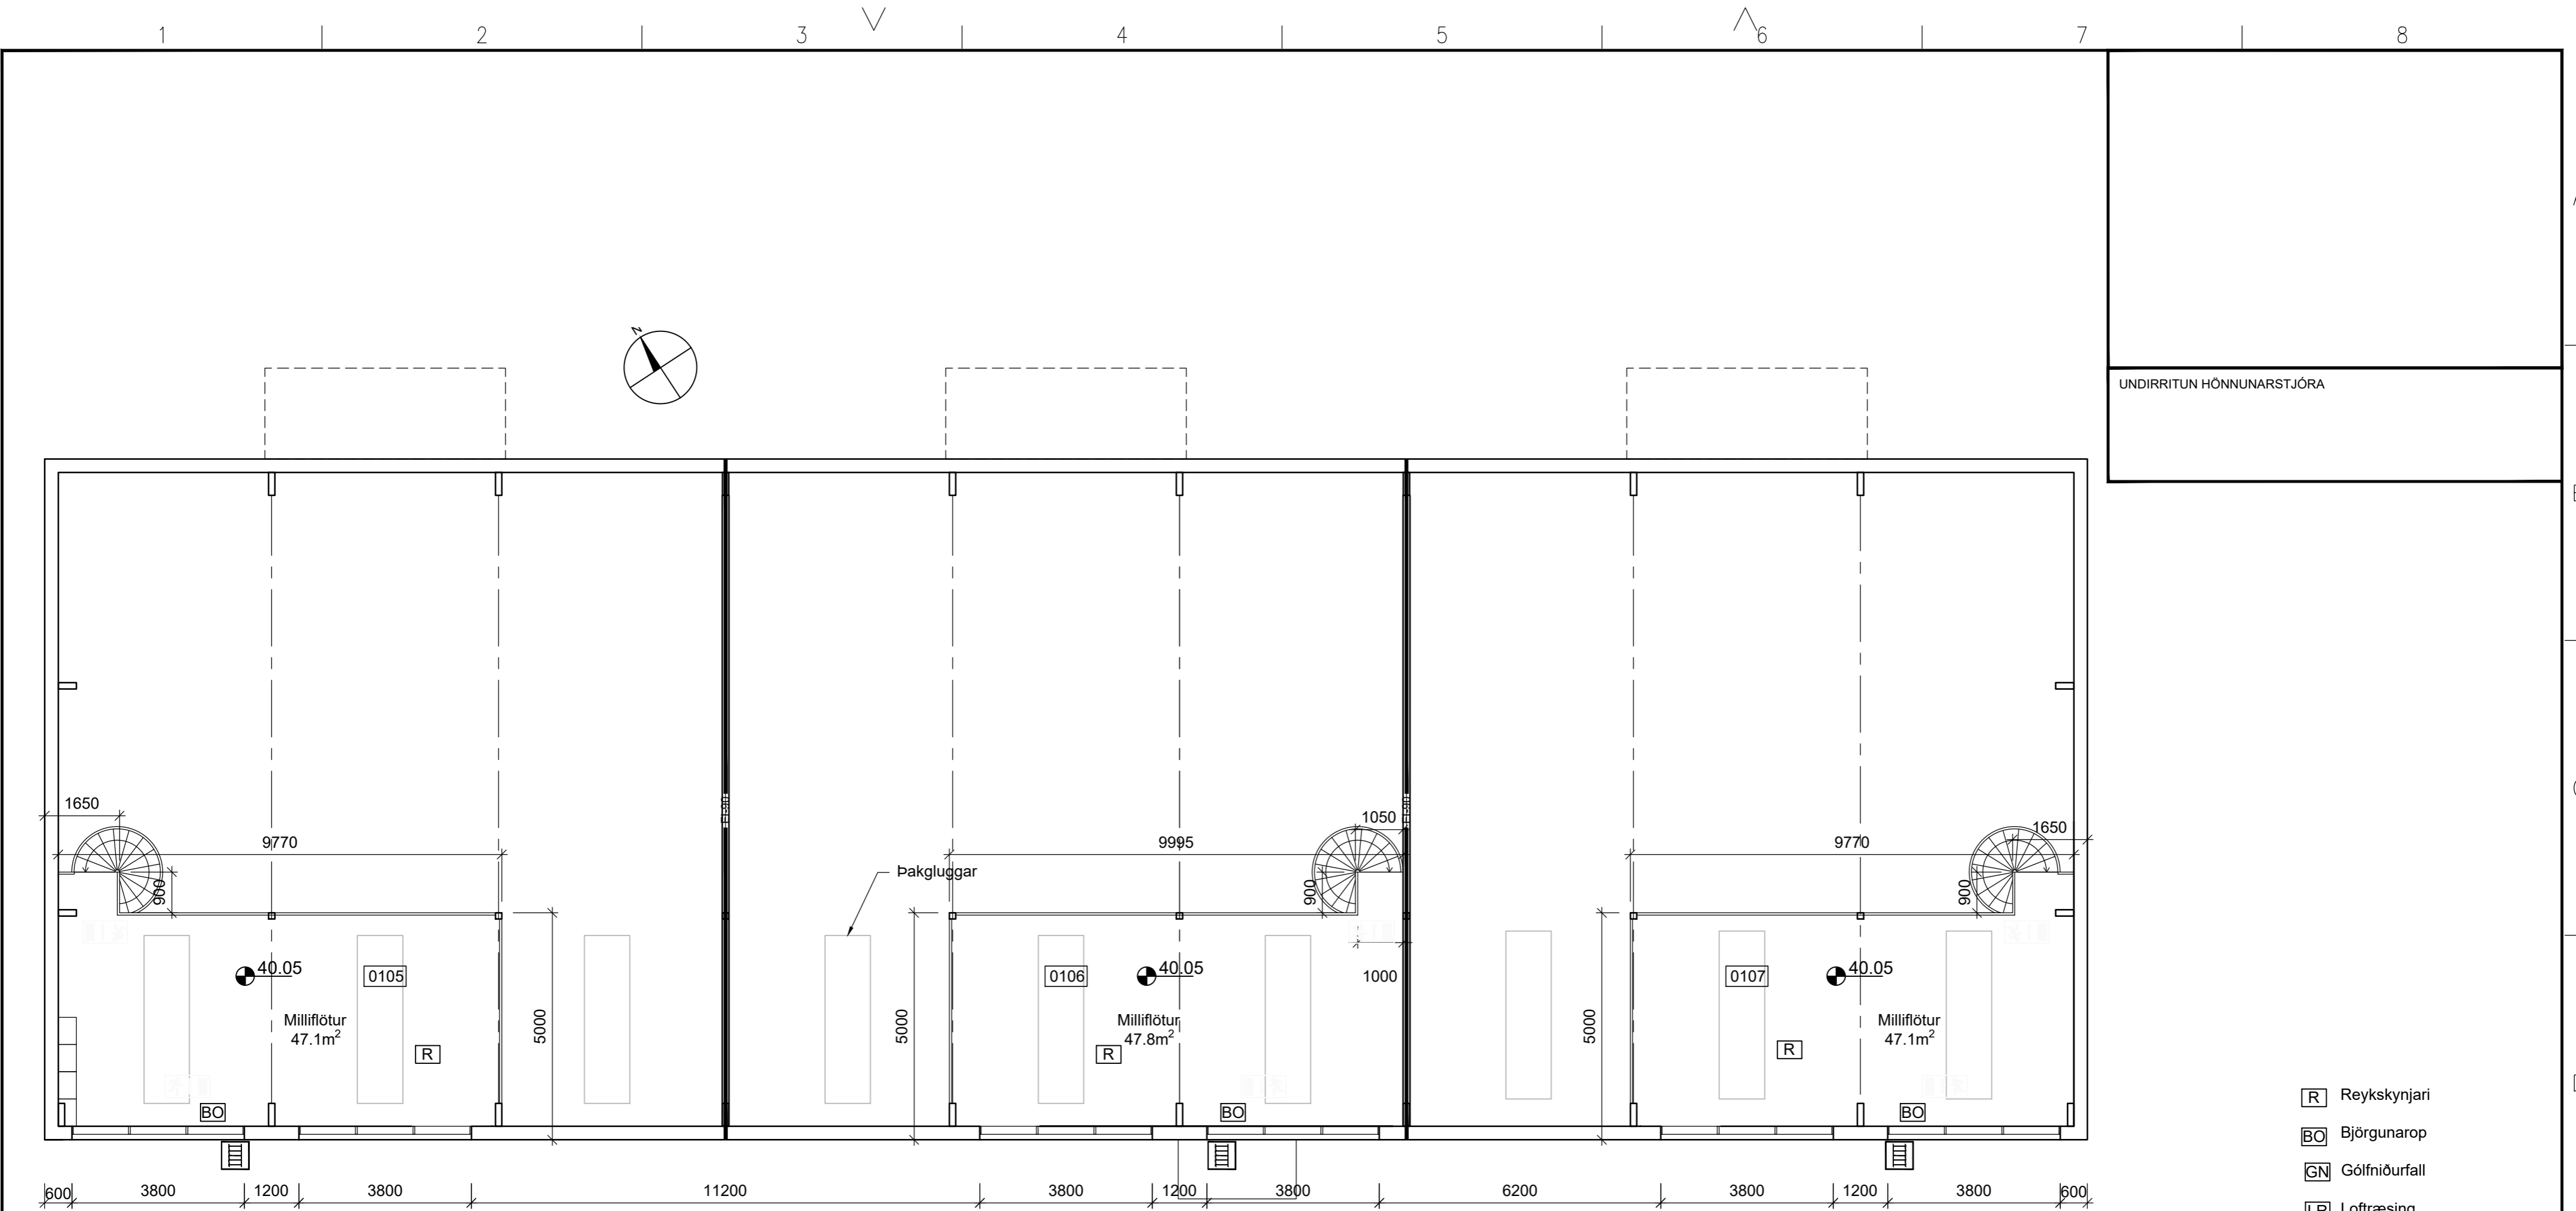 1 2 3 4 5 6 7 8
N
UNDIRRITUN HÖNNUNARSTJÓRA
1650
9770
900
9995
1050
900
9770
1650
900
Þakgluggar
40.05
0105
0106
40.05
1000
0107
40.05
Milliflötur
47.1m²
5000
5000
Milliflötur
47.8m²
5000
Milliflötur
47.1m²
R
R
R
BO
BO
BO
R Reykskynjari
BO Björgunarop
GN Gólfniðurfall
LR Loftræsing
600 3800 1200 3800 11200 3800 1200 3800 6200 3800 1200 3800 600